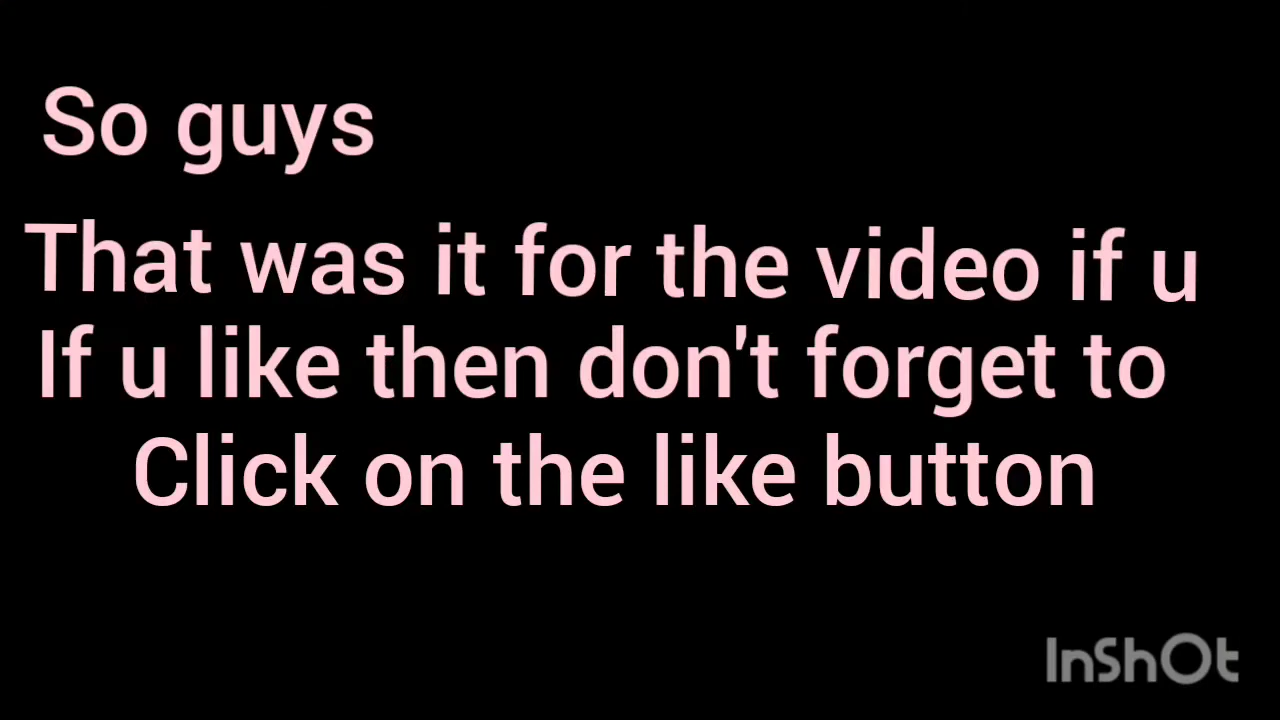 So guys
That was it for the video if u
If u like then don't forget to
Click on the like button
InShOt